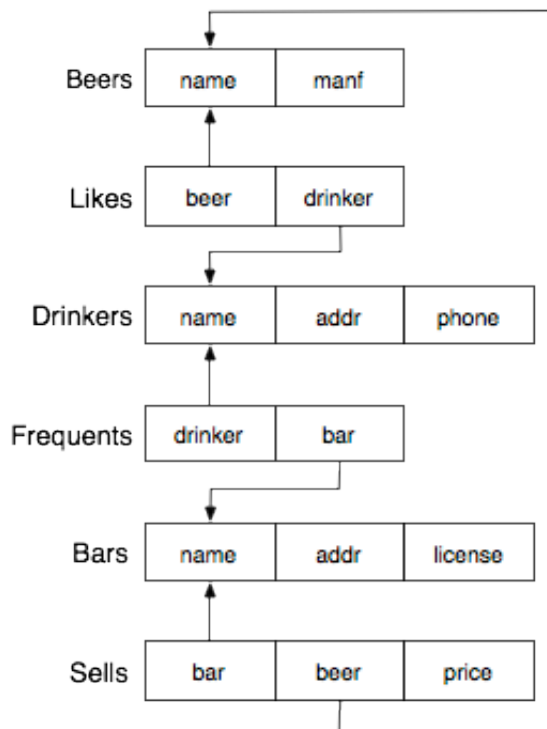 Beers name manf
Likes beer drinker
Drinkers name addr phone
Frequents drinker bar
Bars name addr license
Sells bar beer price